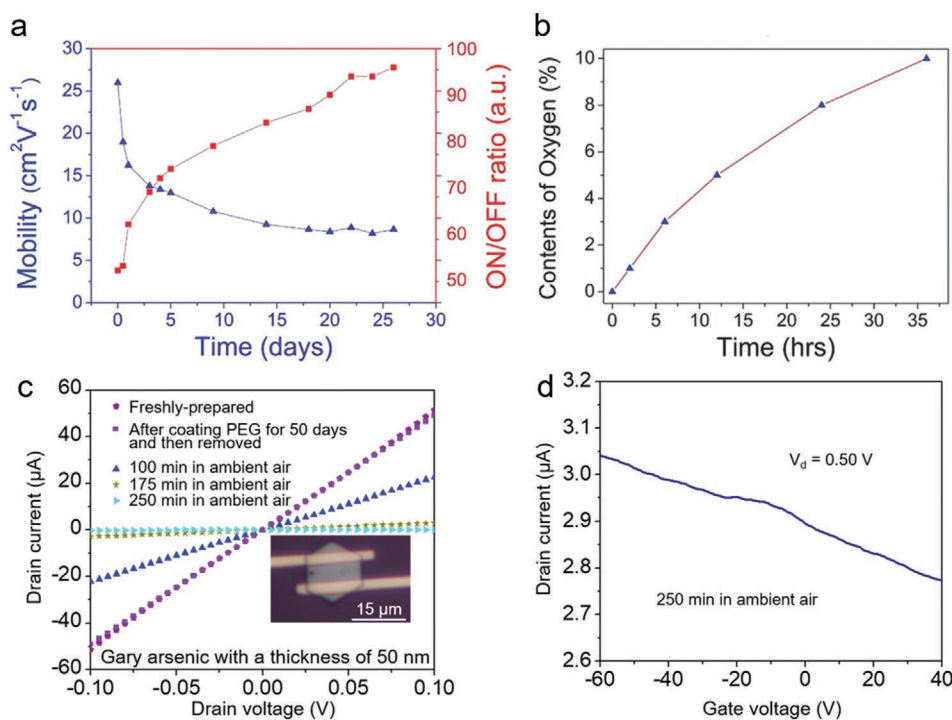 a
Mobility (cm²V⁻¹s⁻¹)
30
25
20
15
10
5
0
100
90
80
70
60
50
ON/OFF ratio (a.u.)
0 5 10 15 20 25 30
Time (days)
b
Contents of Oxygen (%)
10
8
6
4
2
0
0 5 10 15 20 25 30 35
Time (hrs)
c
Drain current (μA)
60
40
20
0
-20
-40
-60
Freshly-prepared
After coating PEG for 50 days
and then removed
100 min in ambient air
175 min in ambient air
250 min in ambient air
15 μm
Gary arsenic with a thickness of 50 nm
-0.10 -0.05 0.00 0.05 0.10
Drain voltage (V)
d
Drain current (μA)
3.2
3.1
3.0
2.9
2.8
2.7
2.6
V_d = 0.50 V
250 min in ambient air
-60 -40 -20 0 20 40
Gate voltage (V)